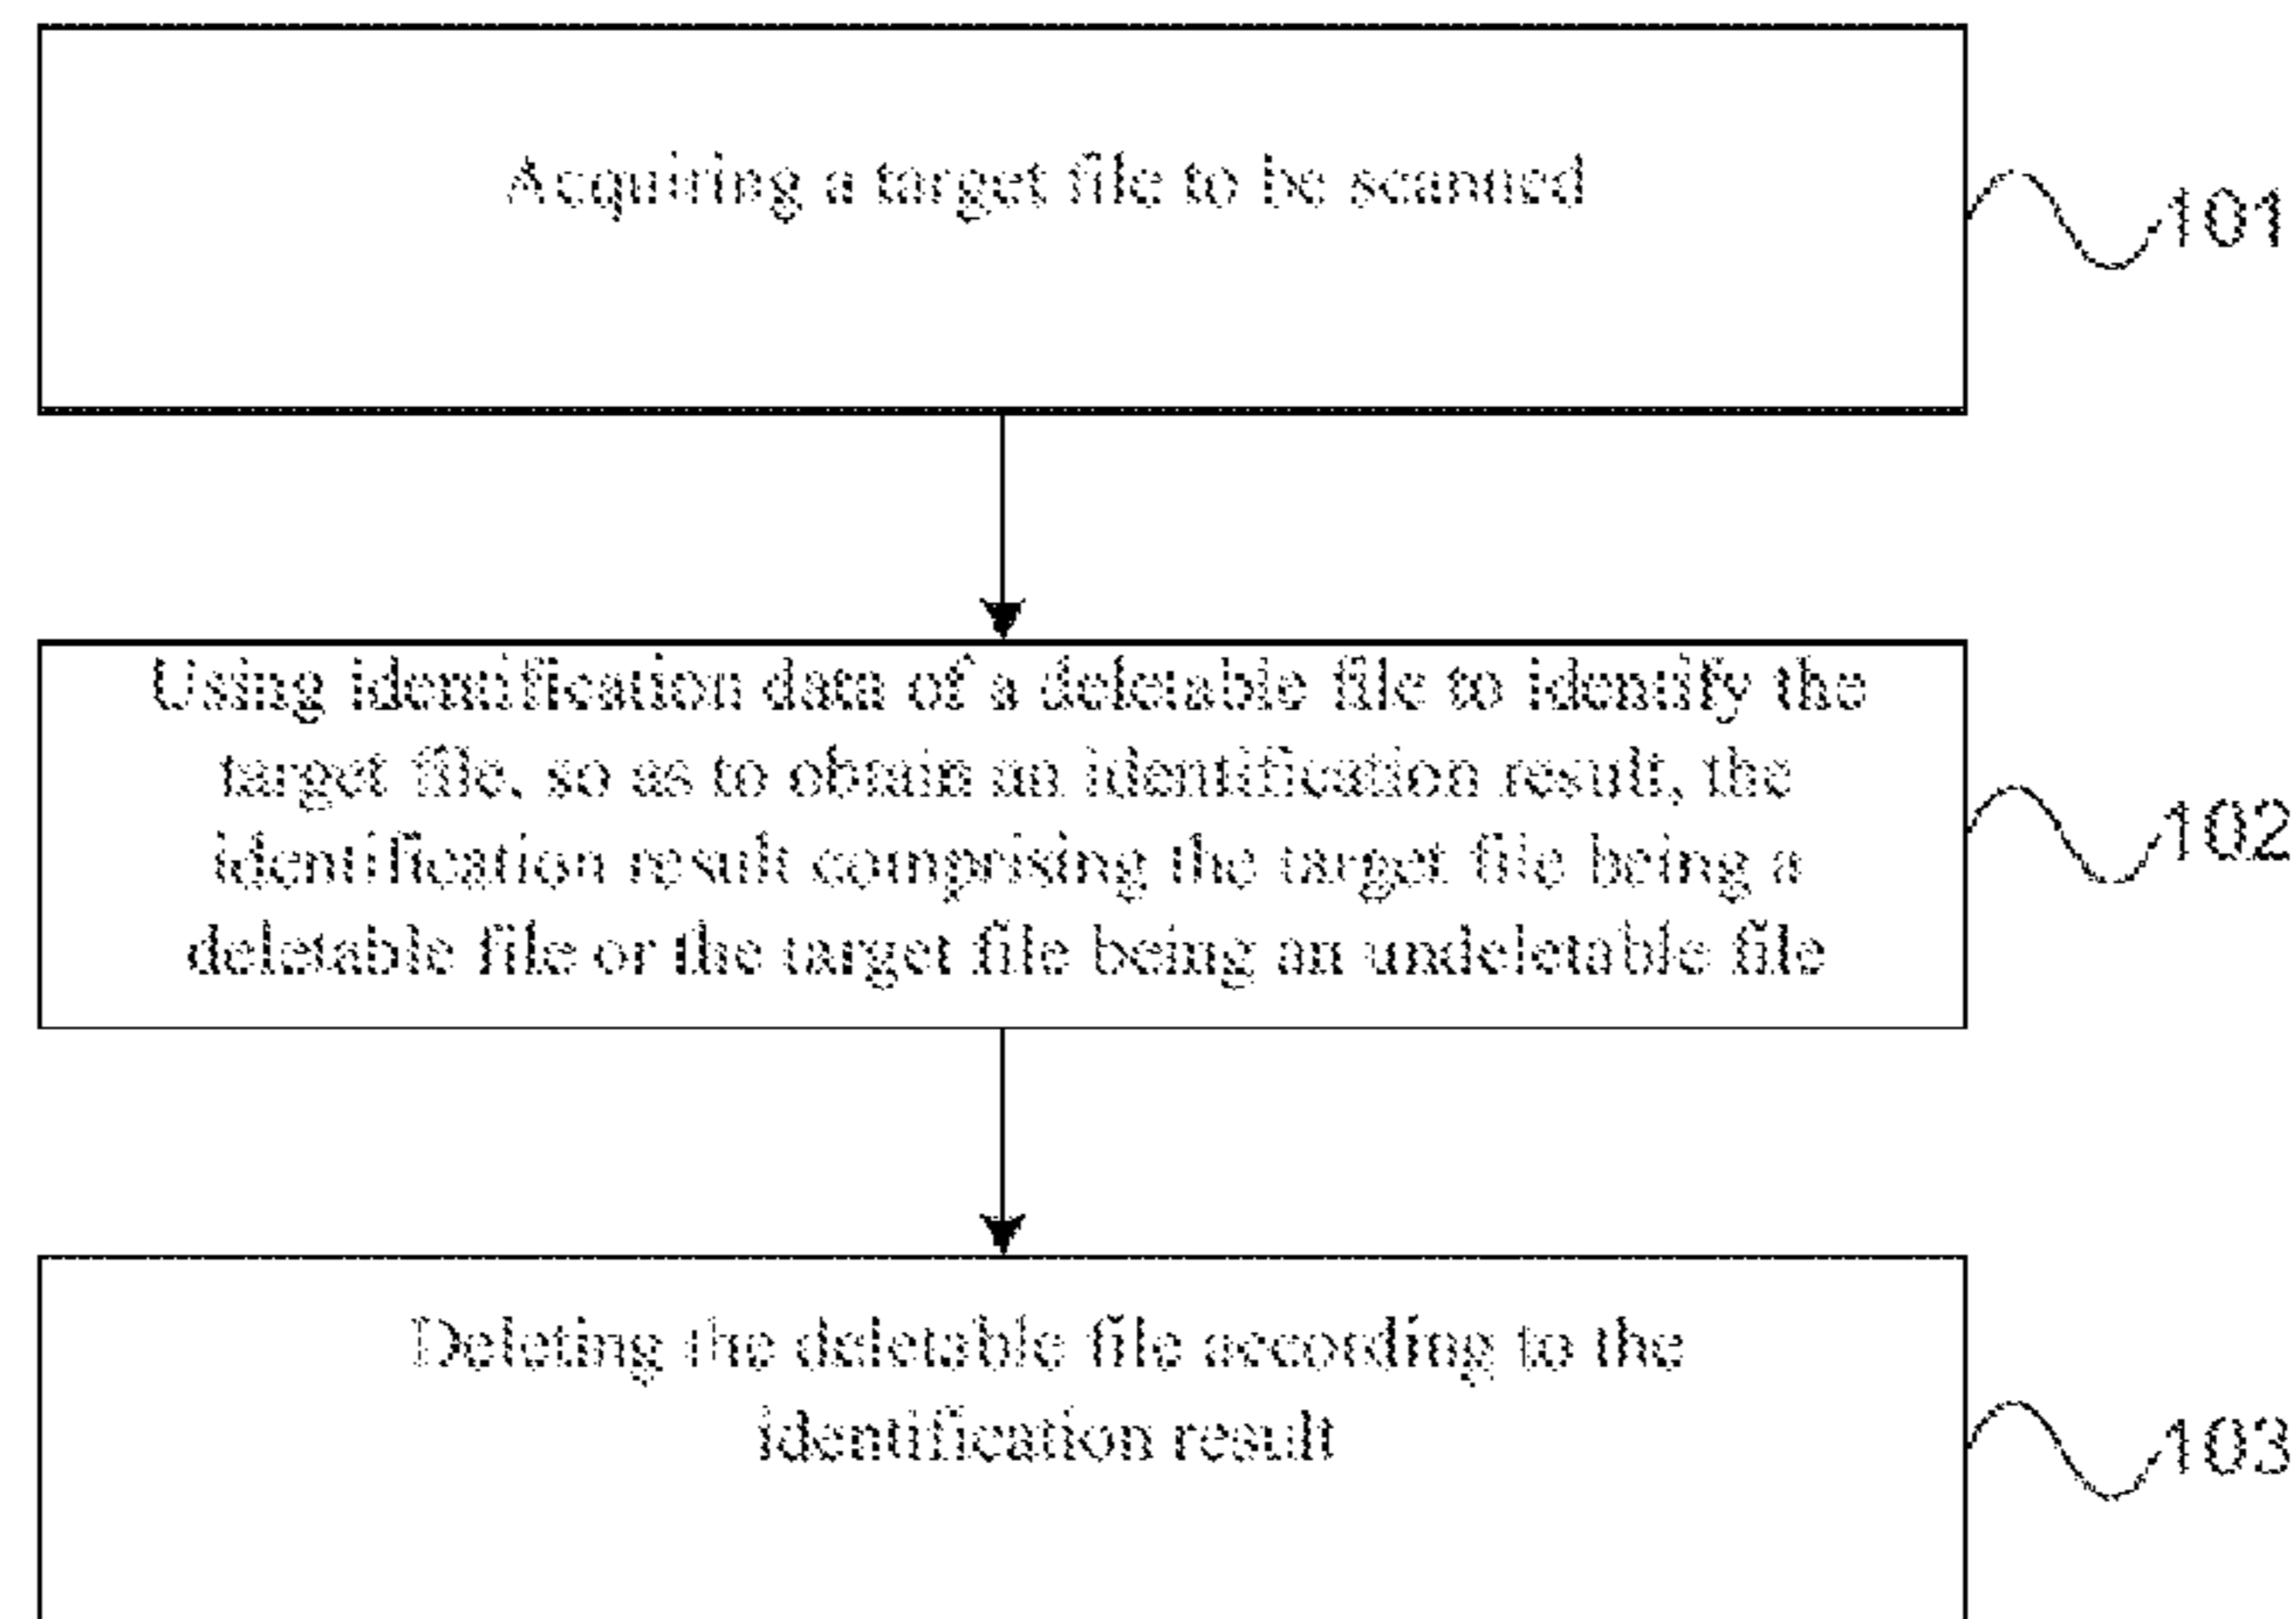 Acquiring a target file to be scanned
101
Using identification data of a deletable file to identify the
target file, so as to obtain an identification result, the
identification result comprising the target file being a
deletable file or the target file being an undeletable file
102
Deleting the deletable file according to the
identification result
103